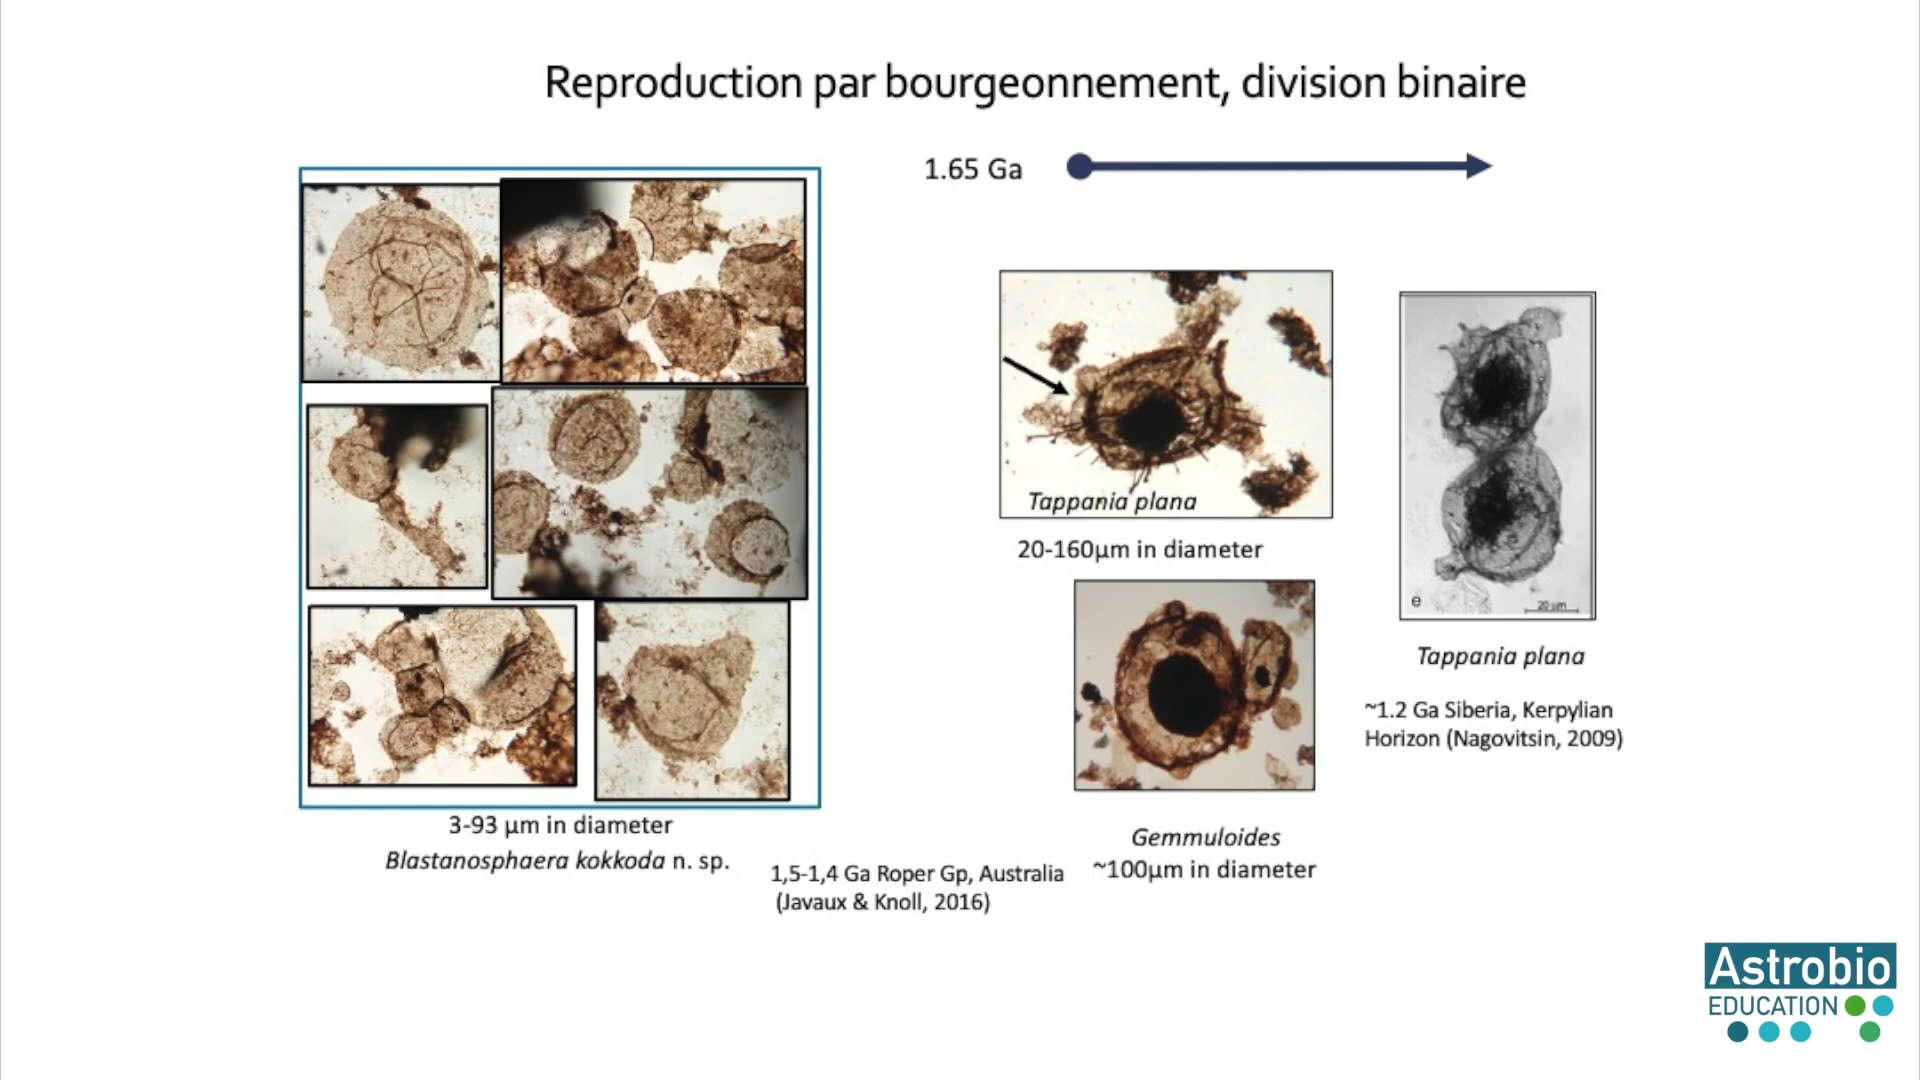 Reproduction par bourgeonnement, division binaire
1.65 Ga
Tappania plana
20-160µm in diameter
e
20 µm
Tappania plana
~1.2 Ga Siberia, Kerpylian
Horizon (Nagovitsin, 2009)
3-93 µm in diameter
Blastanosphaera kokkoda n. sp.
Gemmuloides
~100µm in diameter
1,5-1,4 Ga Roper Gp, Australia
(Javaux & Knoll, 2016)
Astrobio
EDUCATION